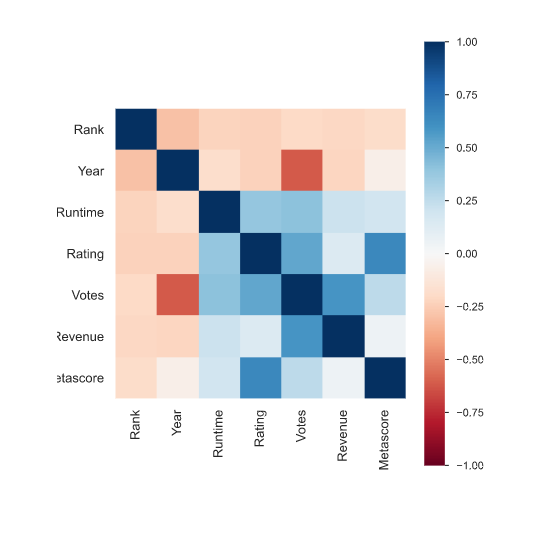 Rank
Year
Runtime
Rating
Votes
Revenue
etascore
Rank
Year
Runtime
Rating
Votes
Revenue
Metascore
1.00
0.75
0.50
0.25
0.00
−0.25
−0.50
−0.75
−1.00